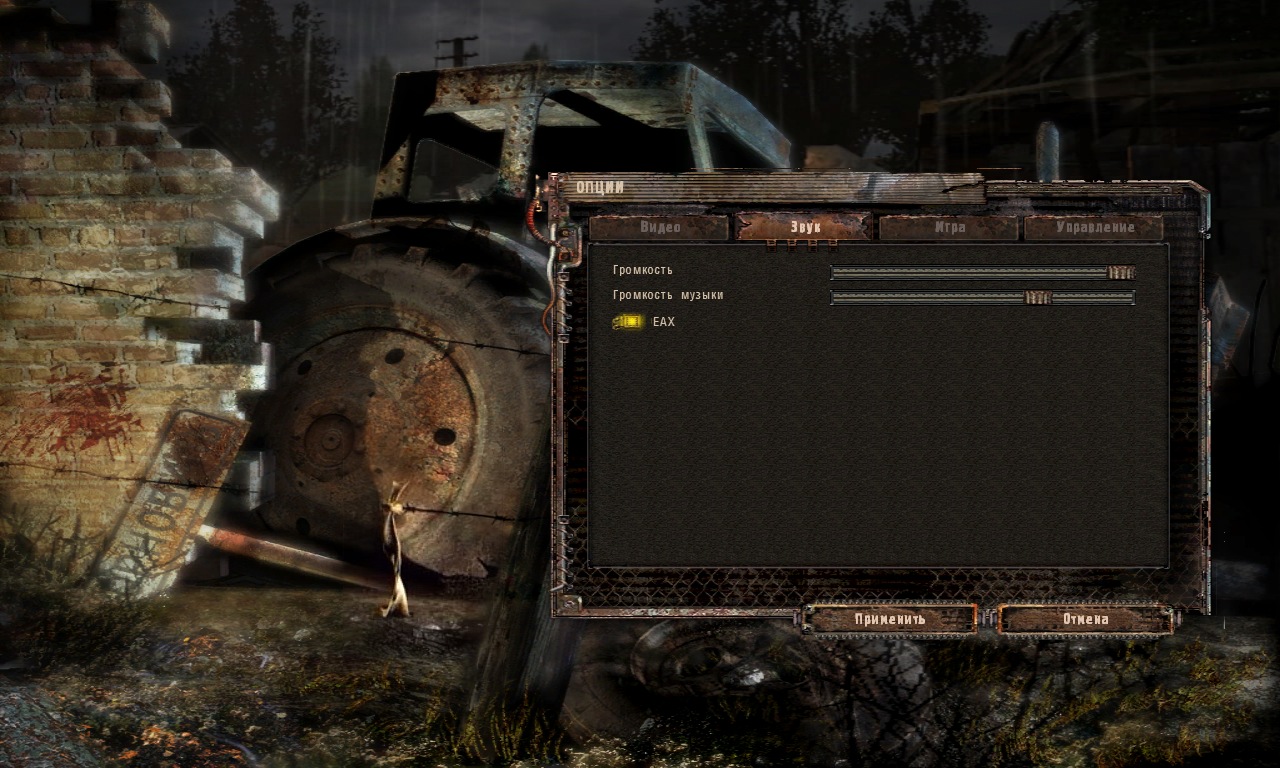 ОПЦИИ
Видео Звук Игра Управление
Громкость
Громкость музыки
EAX
Применить Отмена